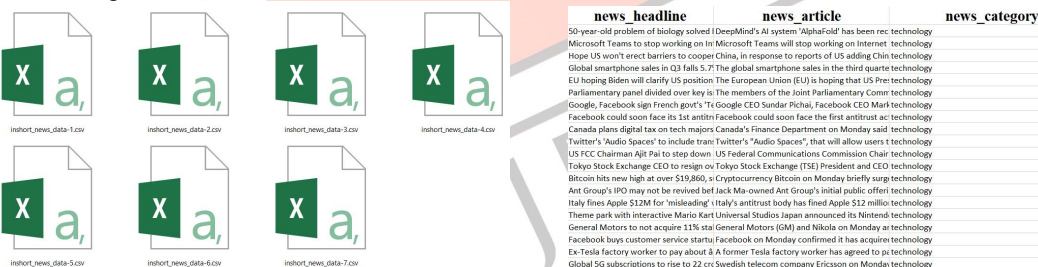 inshort_news_data-1.csv
inshort_news_data-2.csv
inshort_news_data-3.csv
inshort_news_data-4.csv
inshort_news_data-5.csv
inshort_news_data-6.csv
inshort_news_data-7.csv
news_headline news_article news_category
50-year-old problem of biology solved DeepMind's AI system 'AlphaFold' has been rec technology
Microsoft Teams to stop working on Int Microsoft Teams will stop working on Internet technology
Hope US won't erect barriers to cooper China, in response to reports of US adding Chin technology
Global smartphone sales in Q3 falls 5.7 The global smartphone sales in the third quarte technology
EU hoping Biden will clarify US position The European Union (EU) is hoping that US Pres technology
Parliamentary panel divided over key is The members of the Joint Parliamentary Comm technology
Google, Facebook sign French govt's 'Te Google CEO Sundar Pichai, Facebook CEO Mark technology
Facebook could soon face its 1st antitr Facebook could soon face the first antitrust act technology
Canada plans digital tax on tech majors Canada's Finance Department on Monday said technology
Twitter's 'Audio Spaces' to include tran Twitter's "Audio Spaces", that will allow users t technology
US FCC Chairman Ajit Pai to step down US Federal Communications Commission Chair technology
Tokyo Stock Exchange CEO to resign ov Tokyo Stock Exchange (TSE) President and CEO technology
Bitcoin hits new high at over $19,860, s Cryptocurrency Bitcoin on Monday briefly surg technology
Ant Group's IPO may not be revived bef Jack Ma-owned Ant Group's initial public offeri technology
Italy fines Apple $12M for 'misleading' Italy's antitrust body has fined Apple $12 millio technology
Theme park with interactive Mario Kart Universal Studios Japan announced its Nintend technology
General Motors to not acquire 11% stal General Motors (GM) and Nikola on Monday an technology
Facebook buys customer service startu Facebook on Monday confirmed it has acquire technology
Ex-Tesla factory worker to pay about A former Tesla factory worker has agreed to pa technology
Global 5G subscriptions to rise to 22 cro Swedish telecom company Ericsson on Monday technology